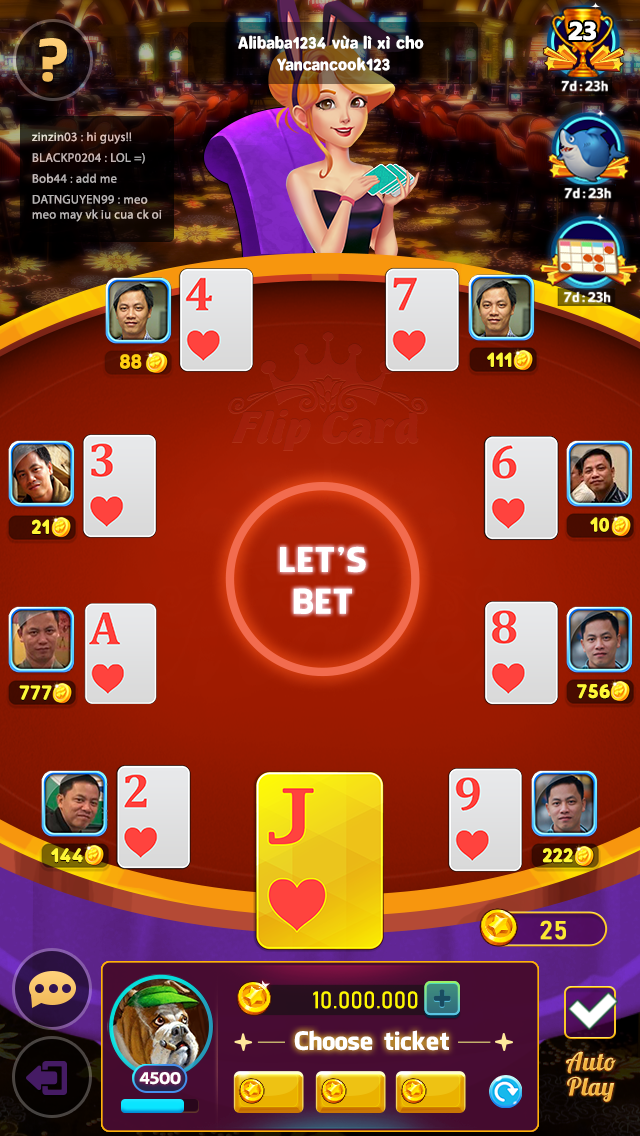 ?
Alibaba1234 vừa lì xì cho
Yancancook123
23
7d : 23h
zinzin03 : hi guys!!
BLACKP0204 : LOL =)
Bob44 : add me
DATNGUYEN99 : meo
meo may vk iu cua ck oi
7d : 23h
7d : 23h
4
7
88
111
Flip Card
3
6
21
10
LET'S
BET
A
8
777
756
2
J
9
144
222
25
10.000.000
Choose ticket
4500
Auto
Play